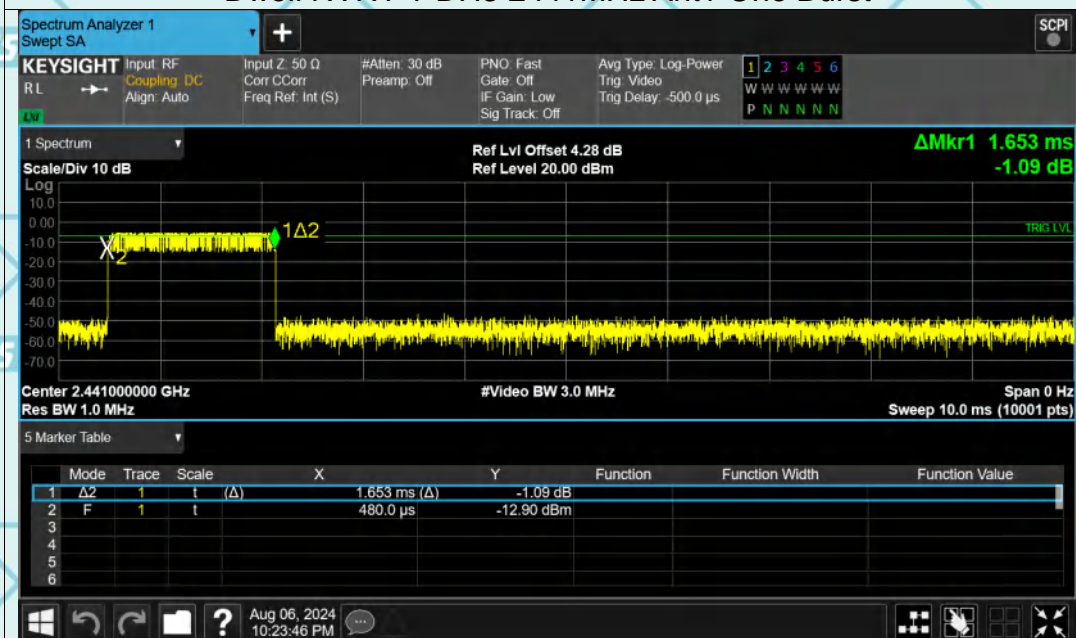 Spectrum Analyzer 1
Swept SA
+
SCPI
KEYSIGHT
RL
LXI
Input: RF
Coupling: DC
Align: Auto
Input Z: 50 Ω
Corr CCorr
Freq Ref: Int (S)
#Atten: 30 dB
Preamp: Off
PNO: Fast
Gate: Off
IF Gain: Low
Sig Track: Off
Avg Type: Log-Power
Trig: Video
Trig Delay: -500.0 µs
1 2 3 4 5 6
W W W W W W
P N N N N N
1 Spectrum
Scale/Div 10 dB
Ref Lvl Offset 4.28 dB
Ref Level 20.00 dBm
ΔMkr1 1.653 ms
-1.09 dB
Log
10.0
0.00
-10.0
-20.0
-30.0
-40.0
-50.0
-60.0
-70.0
1Δ2
2
TRIG LVL
Center 2.441000000 GHz
#Video BW 3.0 MHz
Span 0 Hz
Res BW 1.0 MHz
Sweep 10.0 ms (10001 pts)
5 Marker Table
Mode Trace Scale X Y Function Function Width Function Value
1 Δ2 1 t (Δ) 1.653 ms (Δ) -1.09 dB
2 F 1 t 480.0 µs -12.90 dBm
3
4
5
6
?
Aug 06, 2024
10:23:46 PM